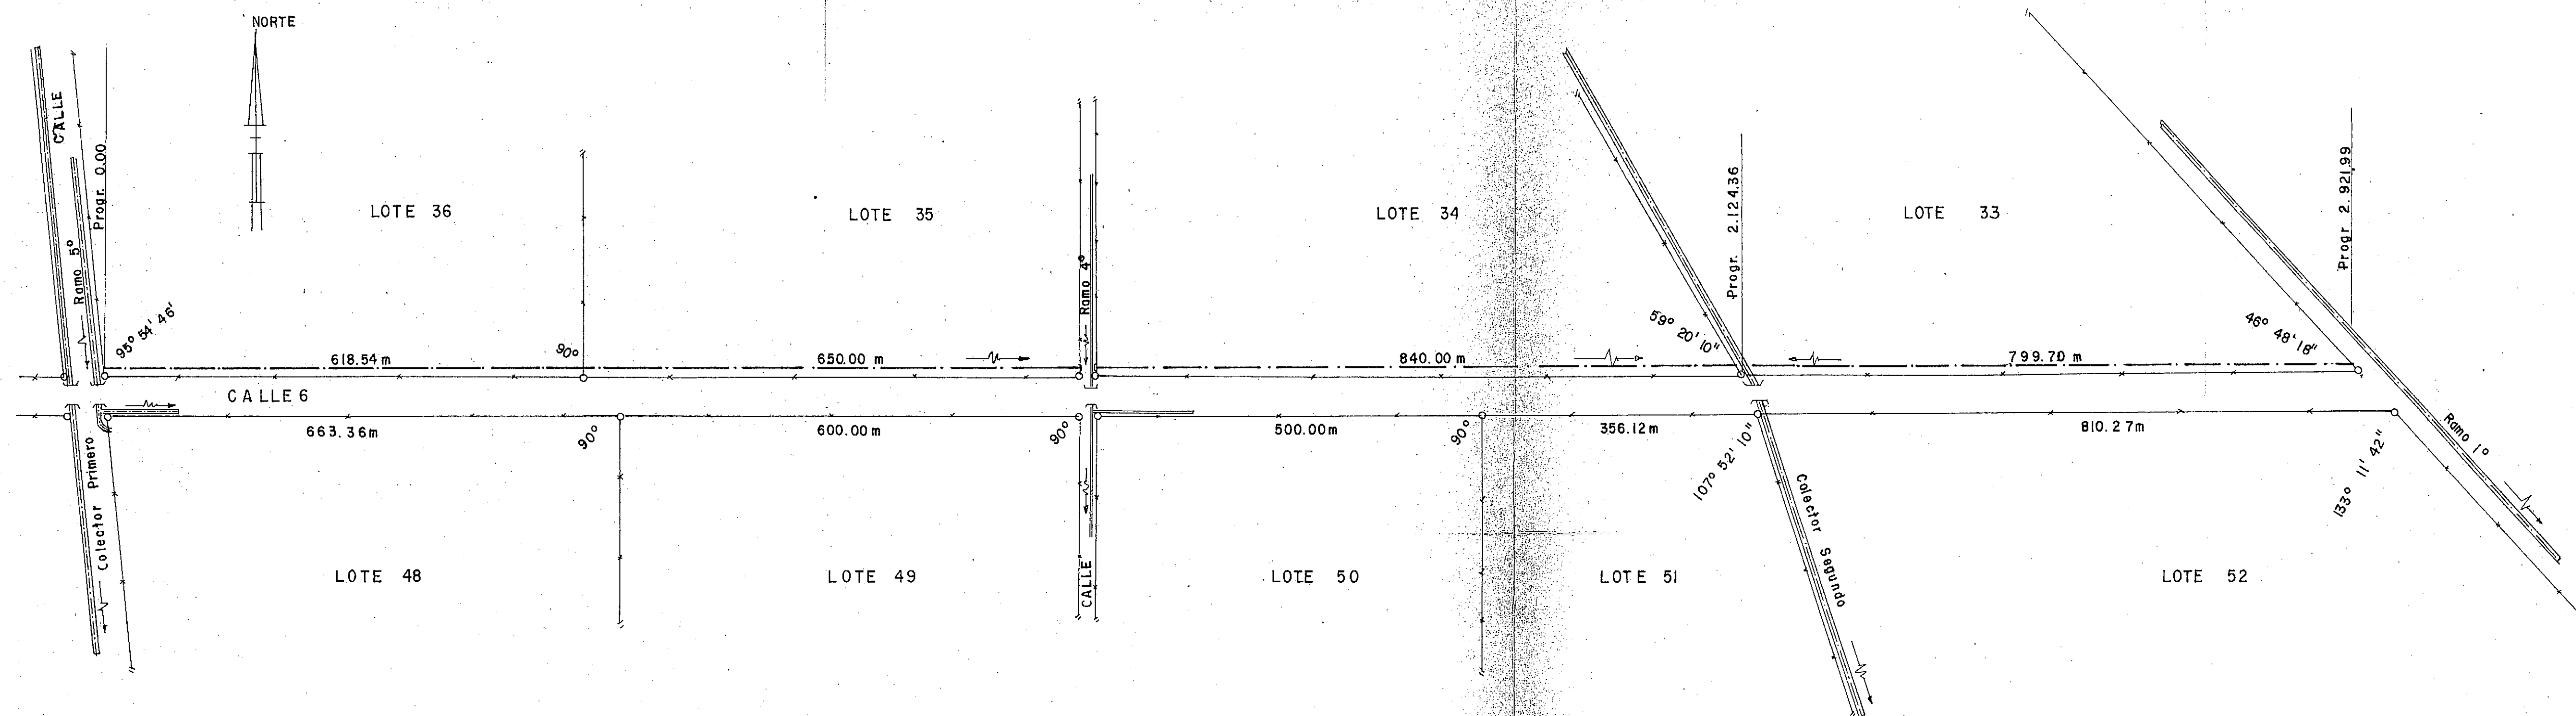 NORTE
CALLE
Ramo 5º
Progr. 0.00
LOTE 36
LOTE 35
Ramo 4º
LOTE 34
Progr. 2.124.36
LOTE 33
Progr 2.921,99
95º 54' 46'
618.54 m
90º
650.00 m
840.00 m
59º 20' 10"
799.70 m
46º 48' 18"
CALLE 6
663.36m
90º
600.00 m
90º
500.00m
90º
356.12m
107º 52' 10"
810.27m
133º 11' 42"
Ramo 1º
Colector Primero
LOTE 48
LOTE 49
CALLE
LOTE 50
LOTE 51
Colector Segundo
LOTE 52